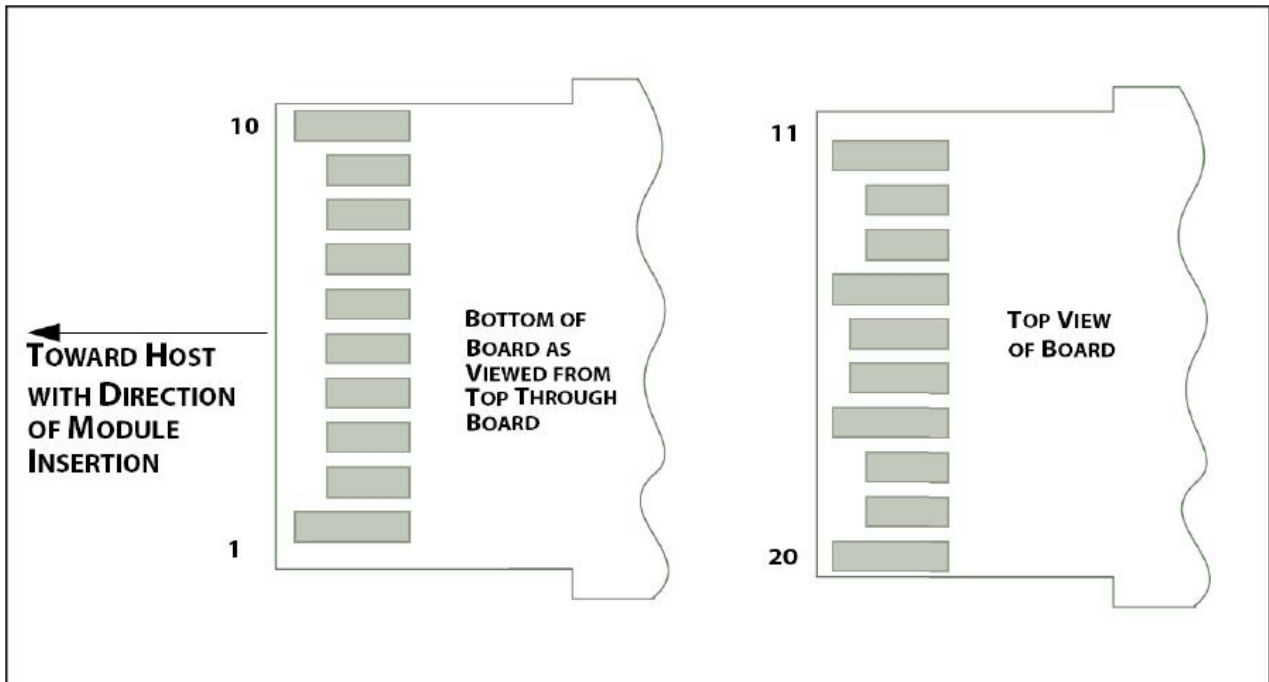 10
1
TOWARD HOST
WITH DIRECTION
OF MODULE
INSERTION
BOTTOM OF
BOARD AS
VIEWED FROM
TOP THROUGH
BOARD
11
20
TOP VIEW
OF BOARD